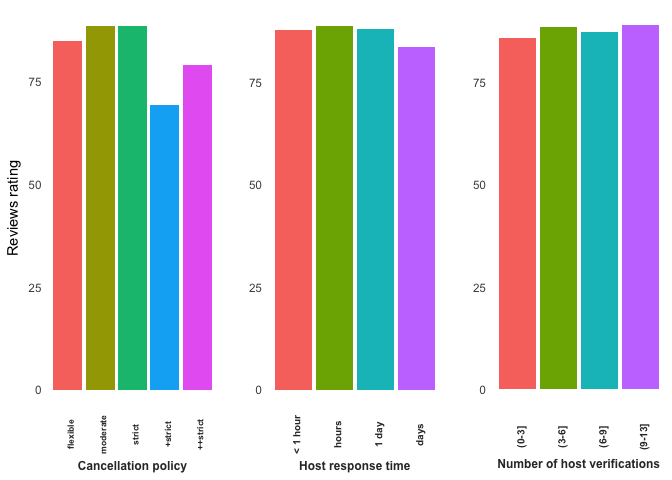 Reviews rating
75
50
25
0
flexible
moderate
strict
+strict
++strict
Cancellation policy
75
50
25
0
< 1 hour
hours
1 day
days
Host response time
75
50
25
0
(0-3]
(3-6]
(6-9]
(9-13]
Number of host verifications